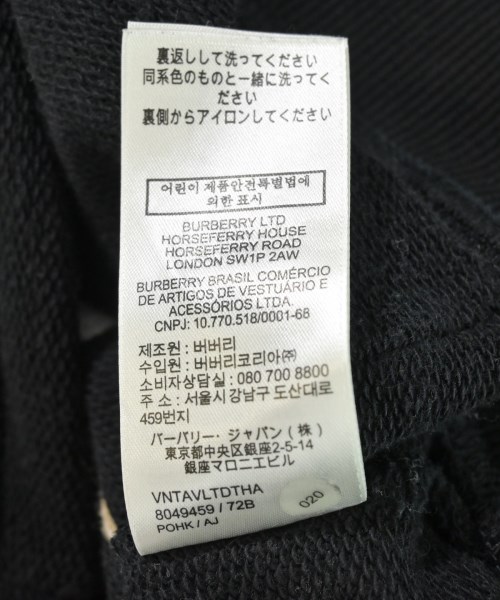 裏返しして洗ってください
同系色のものと一緒に洗ってく
ださい
裏側からアイロンしてください
어린이 제품안전특별법에
의한 표시
BURBERRY LTD
HORSEFERRY HOUSE
HORSEFERRY ROAD
LONDON SW1P 2AW
BURBERRY BRASIL COMÉRCIO
DE ARTIGOS DE VESTUÁRIO E
ACESSÓRIOS LTDA.
CNPJ: 10.770.518/0001-68
제조원 : 버버리
수입원 : 버버리코리아㈜
소비자상담실 : 080 700 8800
주 소 : 서울시 강남구 도산대로
459번지
バーバリー・ジャパン（株）
東京都中央区銀座2-5-14
銀座マロニエビル
VNTAVLTDTHA
8049459 / 72B
POHK / AJ
020